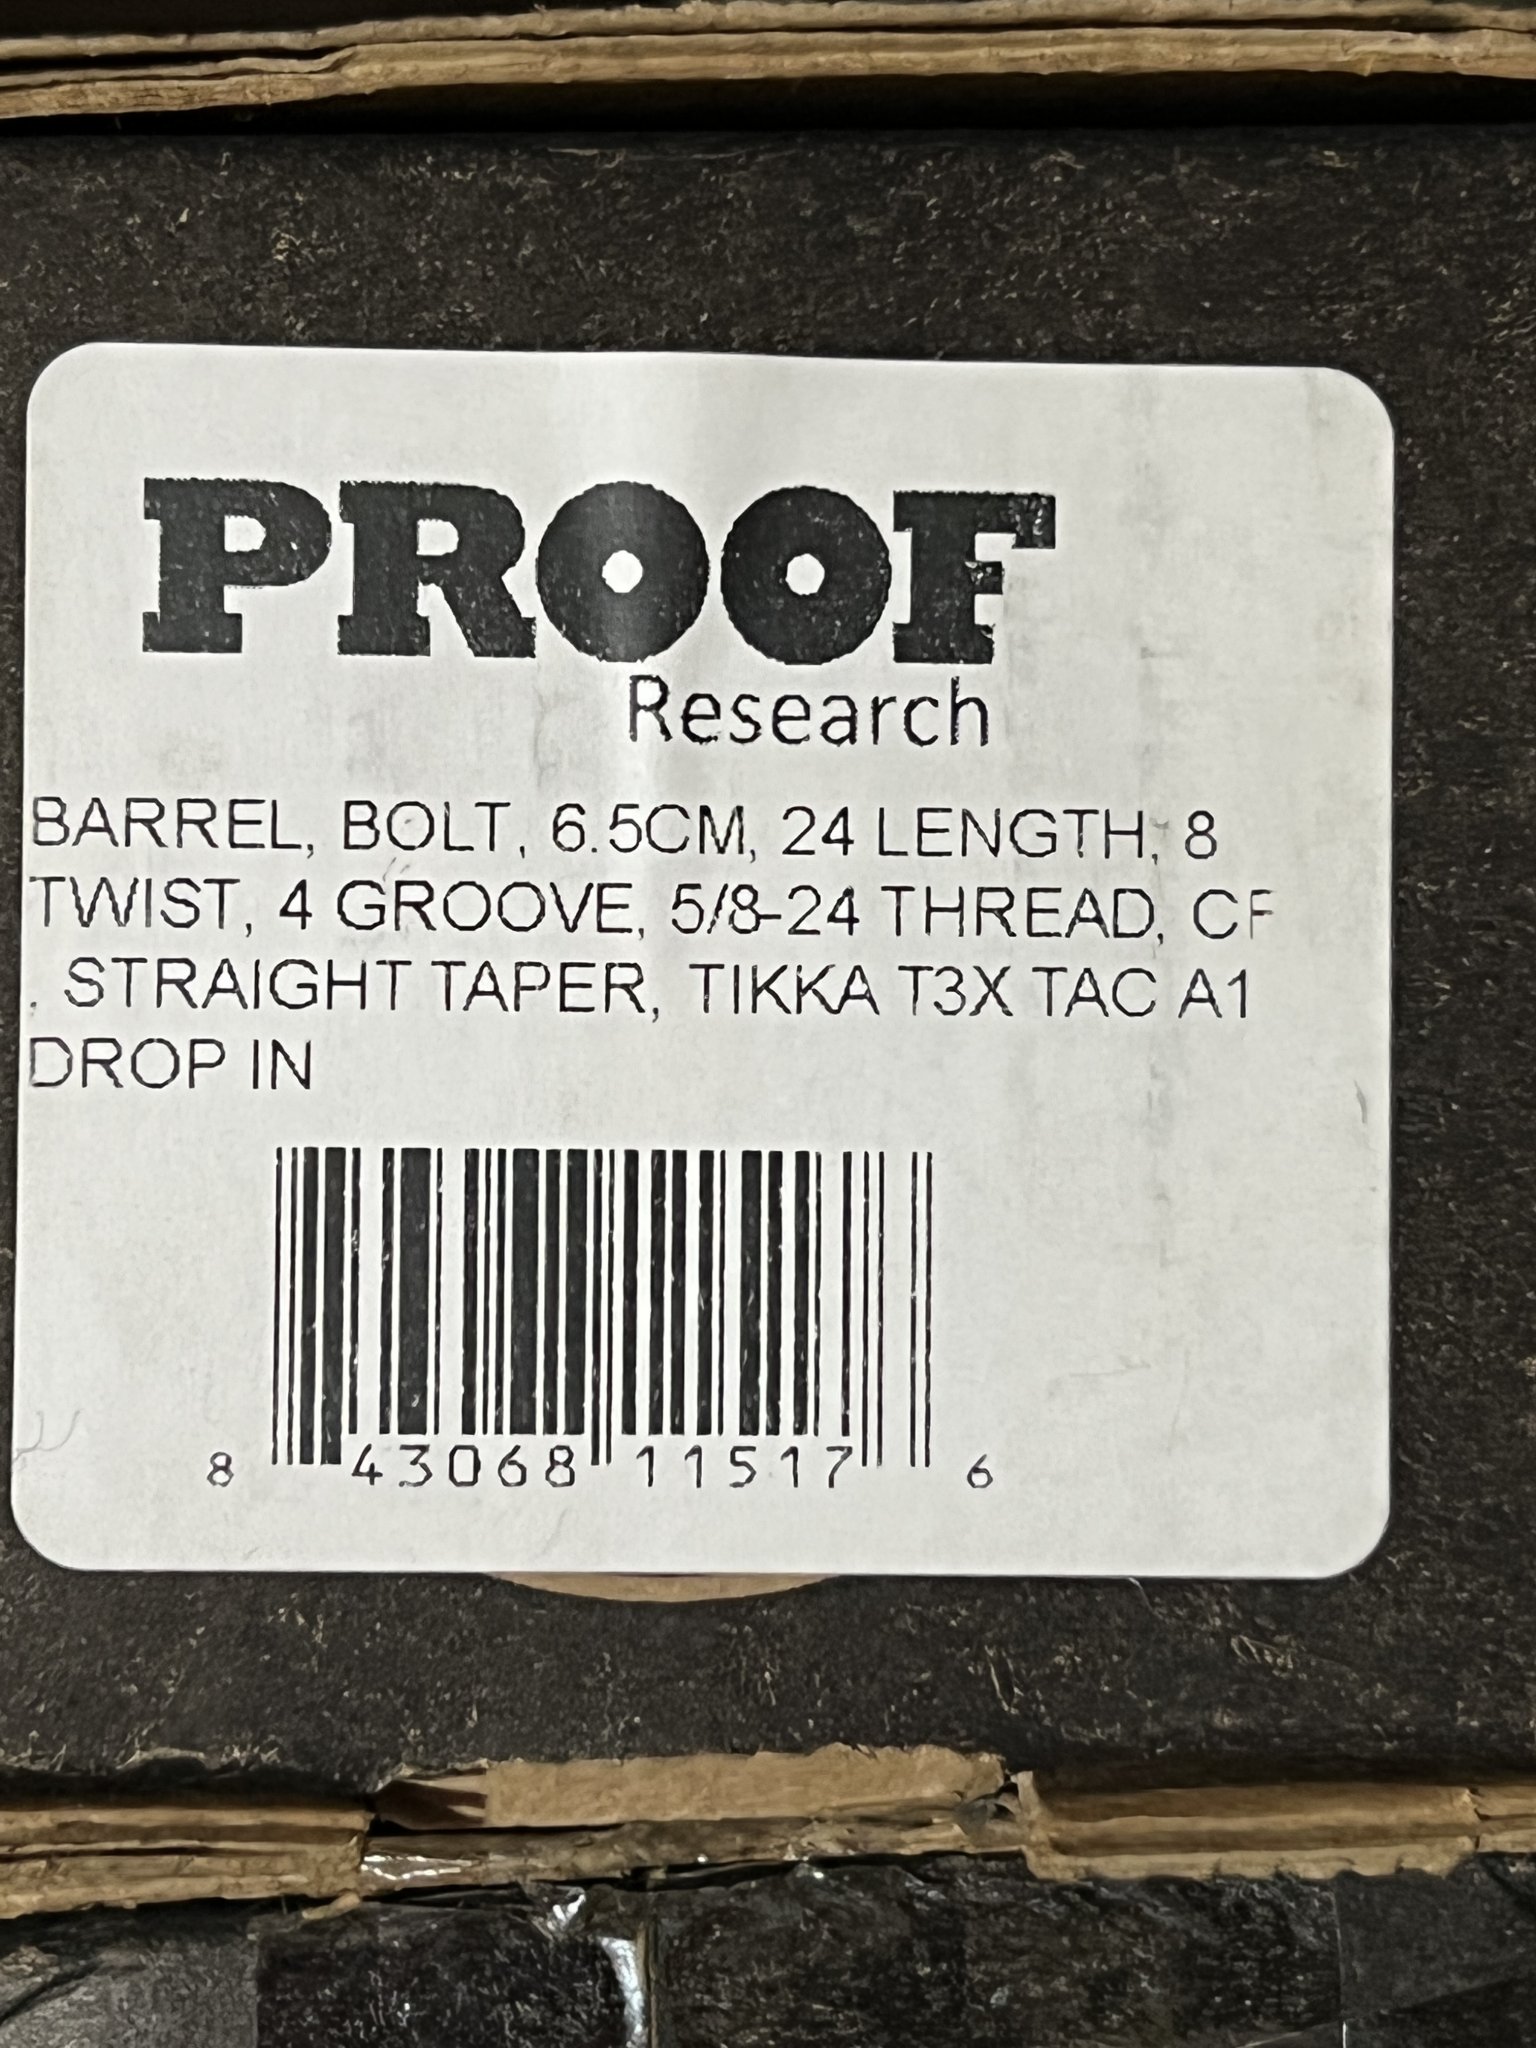 PROOF
Research
BARREL, BOLT, 6.5CM, 24 LENGTH, 8
TWIST, 4 GROOVE, 5/8-24 THREAD, CF
, STRAIGHT TAPER, TIKKA T3X TAC A1
DROP IN
8 43068 11517 6